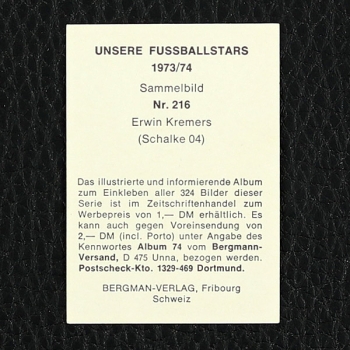 UNSERE FUSSBALLSTARS
1973/74
Sammelbild
Nr. 216
Erwin Kremers
(Schalke 04)
Das illustrierte und informierende Album
zum Einkleben aller 324 Bilder dieser
Serie ist im Zeitschriftenhandel zum
Werbepreis von 1,— DM erhältlich. Es
kann auch gegen Voreinsendung von
2,— DM (incl. Porto) unter Angabe des
Kennwortes Album 74 vom Bergmann-
Versand, D 475 Unna, bezogen werden.
Postscheck-Kto. 1329-469 Dortmund.
BERGMAN-VERLAG, Fribourg
Schweiz